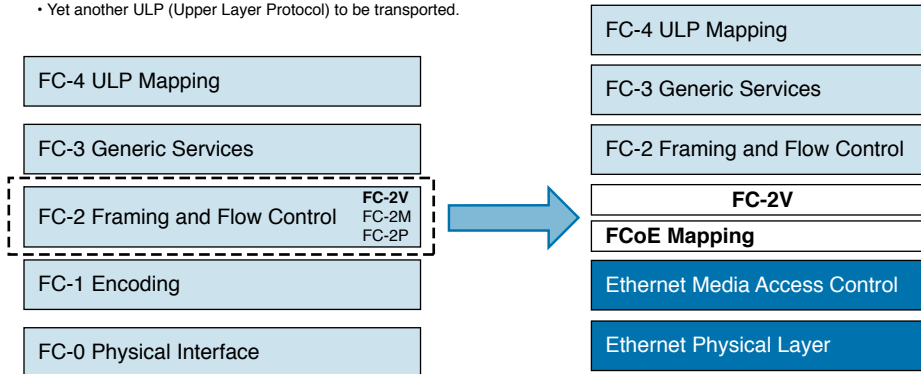 • Yet another ULP (Upper Layer Protocol) to be transported.
FC-4 ULP Mapping
FC-3 Generic Services
FC-2 Framing and Flow Control
FC-2V
FC-2M
FC-2P
FC-1 Encoding
FC-0 Physical Interface
FC-4 ULP Mapping
FC-3 Generic Services
FC-2 Framing and Flow Control
FC-2V
FCoE Mapping
Ethernet Media Access Control
Ethernet Physical Layer